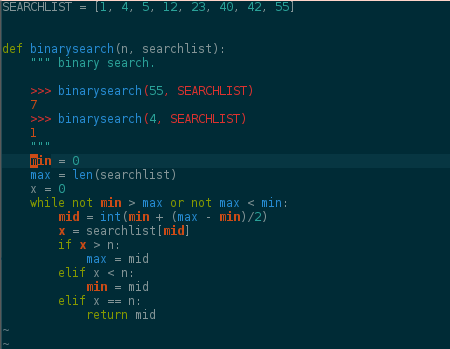 SEARCHLIST = [1, 4, 5, 12, 23, 40, 42, 55]
def binarysearch(n, searchlist):
""" binary search.
>>> binarysearch(55, SEARCHLIST)
7
>>> binarysearch(4, SEARCHLIST)
1
"""
min = 0
max = len(searchlist)
x = 0
while not min > max or not max < min:
mid = int(min + (max - min)/2)
x = searchlist[mid]
if x > n:
max = mid
elif x < n:
min = mid
elif x == n:
return mid
~
~